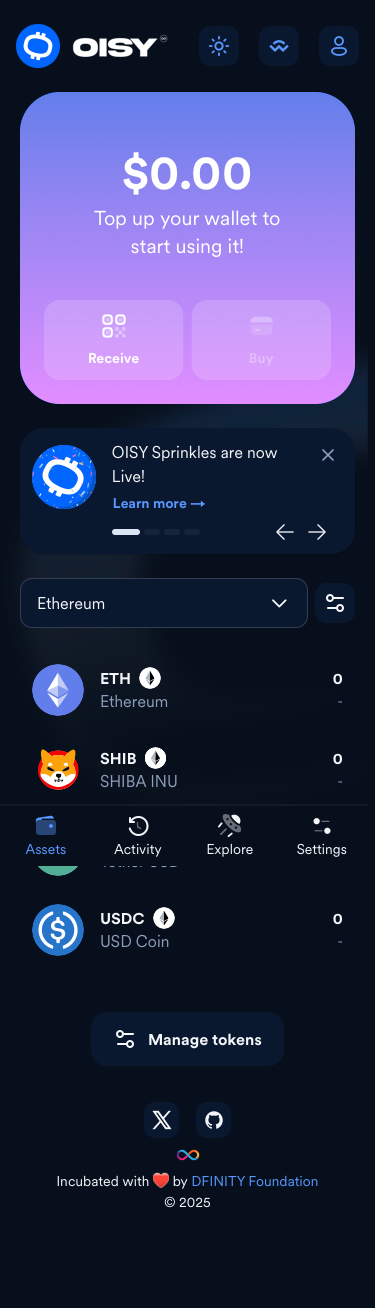 OISY
$0.00
Top up your wallet to
start using it!
Receive
Buy
OISY Sprinkles are now
Live!
Learn more →
Ethereum
ETH 0
Ethereum -
SHIB 0
SHIBA INU -
Assets Activity Explore Settings
USDC 0
USD Coin -
Manage tokens
Incubated with ❤️ by DFINITY Foundation
© 2025